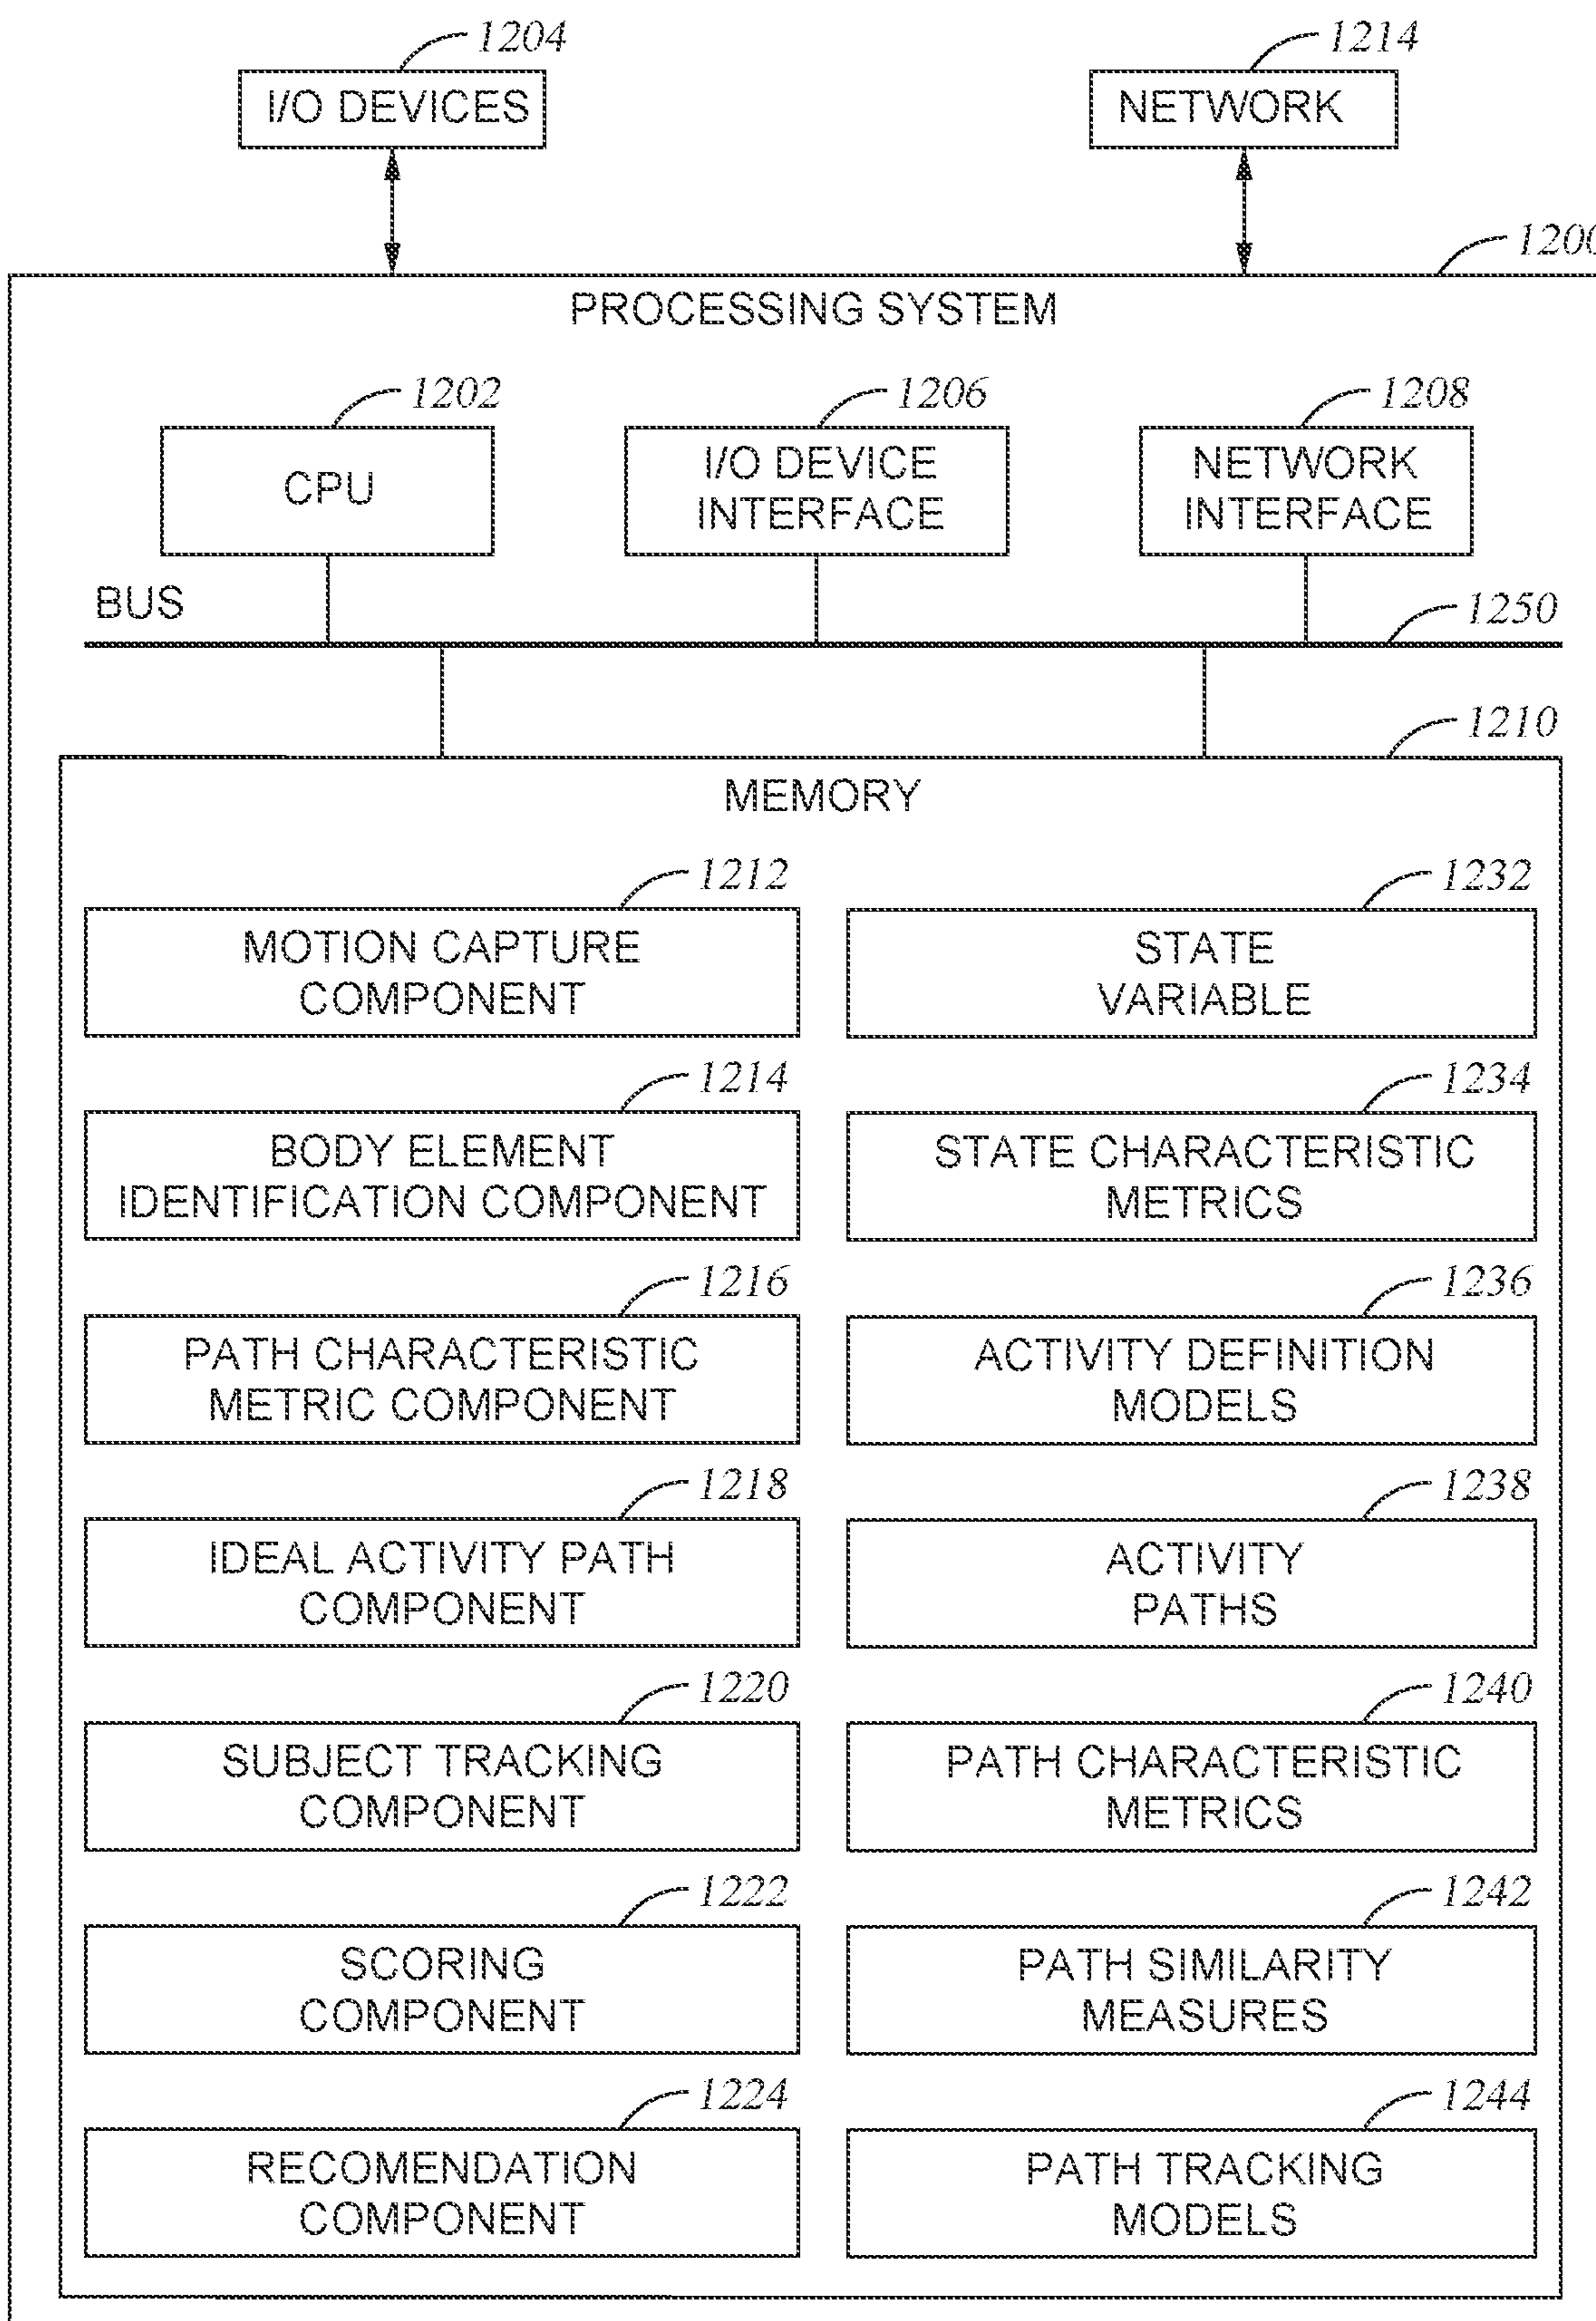 1204
I/O DEVICES
1214
NETWORK
1200
PROCESSING SYSTEM
1202
CPU
1206
I/O DEVICE
INTERFACE
1208
NETWORK
INTERFACE
BUS
1250
1210
MEMORY
1212
MOTION CAPTURE
COMPONENT
1232
STATE
VARIABLE
1214
BODY ELEMENT
IDENTIFICATION COMPONENT
1234
STATE CHARACTERISTIC
METRICS
1216
PATH CHARACTERISTIC
METRIC COMPONENT
1236
ACTIVITY DEFINITION
MODELS
1218
IDEAL ACTIVITY PATH
COMPONENT
1238
ACTIVITY
PATHS
1220
SUBJECT TRACKING
COMPONENT
1240
PATH CHARACTERISTIC
METRICS
1222
SCORING
COMPONENT
1242
PATH SIMILARITY
MEASURES
1224
RECOMENDATION
COMPONENT
1244
PATH TRACKING
MODELS